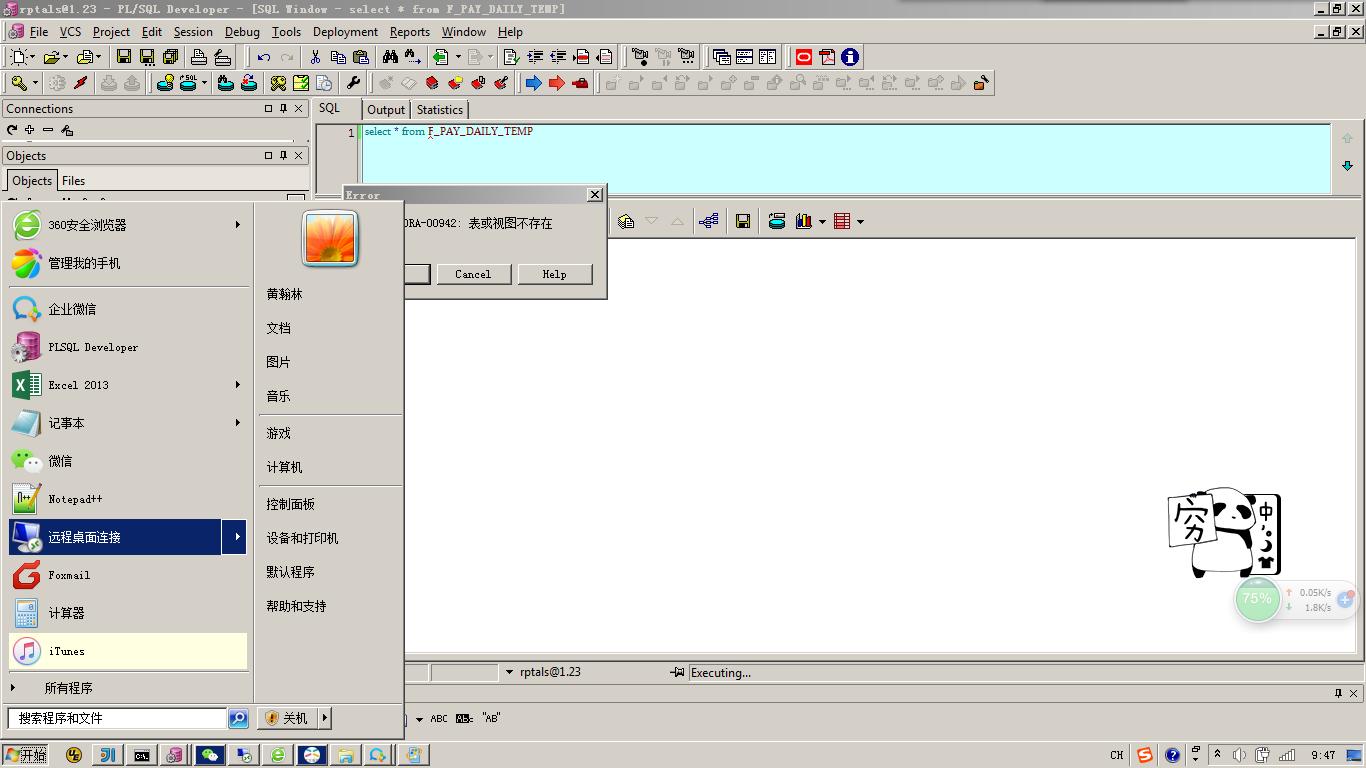 rptals@1.23 - PL/SQL Developer - [SQL Window - select * from F_PAY_DAILY_TEMP]
File VCS Project Edit Session Debug Tools Deployment Reports Window Help
Connections
SQL Output Statistics
1 select * from F_PAY_DAILY_TEMP
Objects
Objects Files
Error
ORA-00942: 表或视图不存在
Cancel Help
360安全浏览器
管理我的手机
企业微信
PLSQL Developer
Excel 2013
记事本
微信
Notepad++
远程桌面连接
Foxmail
计算器
iTunes
所有程序
搜索程序和文件
黄翰林
文档
图片
音乐
游戏
计算机
控制面板
设备和打印机
默认程序
帮助和支持
关机
穷
中
75%
0.05K/s
1.8K/s
rptals@1.23
Executing...
ABC ABc "AB"
开始
CH
9:47